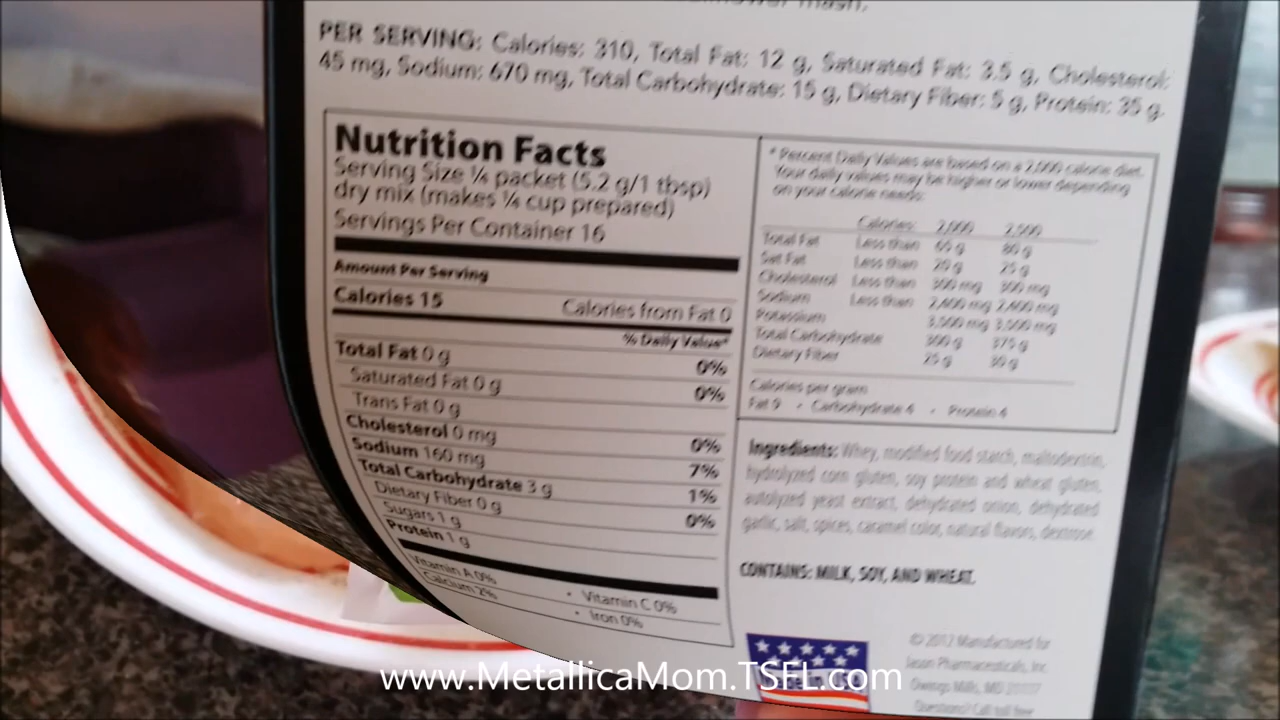 PER SERVING: Calories: 310, Total Fat: 12 g, Saturated Fat: 3.5 g, Cholesterol:
45 mg, Sodium: 670 mg, Total Carbohydrate: 15 g, Dietary Fiber: 5 g, Protein: 35 g.
Nutrition Facts
Serving Size ¼ packet (5.2 g/1 tbsp)
dry mix (makes ¼ cup prepared)
Servings Per Container 16
Amount Per Serving
Calories 15 Calories from Fat 0
% Daily Value*
Total Fat 0 g 0%
Saturated Fat 0 g 0%
Trans Fat 0 g
Cholesterol 0 mg 0%
Sodium 160 mg 7%
Total Carbohydrate 3 g 1%
Dietary Fiber 0 g 0%
Sugars 1 g
Protein 1 g
Vitamin A 0% • Vitamin C 0%
Calcium 2% • Iron 0%
* Percent Daily Values are based on a 2,000 calorie diet.
Your daily values may be higher or lower depending
on your calorie needs:
Calories: 2,000 2,500
Total Fat Less than 65 g 80 g
Sat Fat Less than 20 g 25 g
Cholesterol Less than 300 mg 300 mg
Sodium Less than 2,400 mg 2,400 mg
Potassium 3,500 mg 3,500 mg
Total Carbohydrate 300 g 375 g
Dietary Fiber 25 g 30 g
Calories per gram
Fat 9 • Carbohydrate 4 • Protein 4
Ingredients: Whey, modified food starch, maltodextrin,
hydrolyzed corn gluten, soy protein and wheat gluten,
autolyzed yeast extract, dehydrated onion, dehydrated
garlic, salt, spices, caramel color, natural flavors, dextrose.
CONTAINS: MILK, SOY, AND WHEAT.
© 2012 Manufactured for
Jason Pharmaceuticals, Inc.
Owings Mills, MD 21117
Questions? Call toll free
www.MetallicaMom.TSFL.com